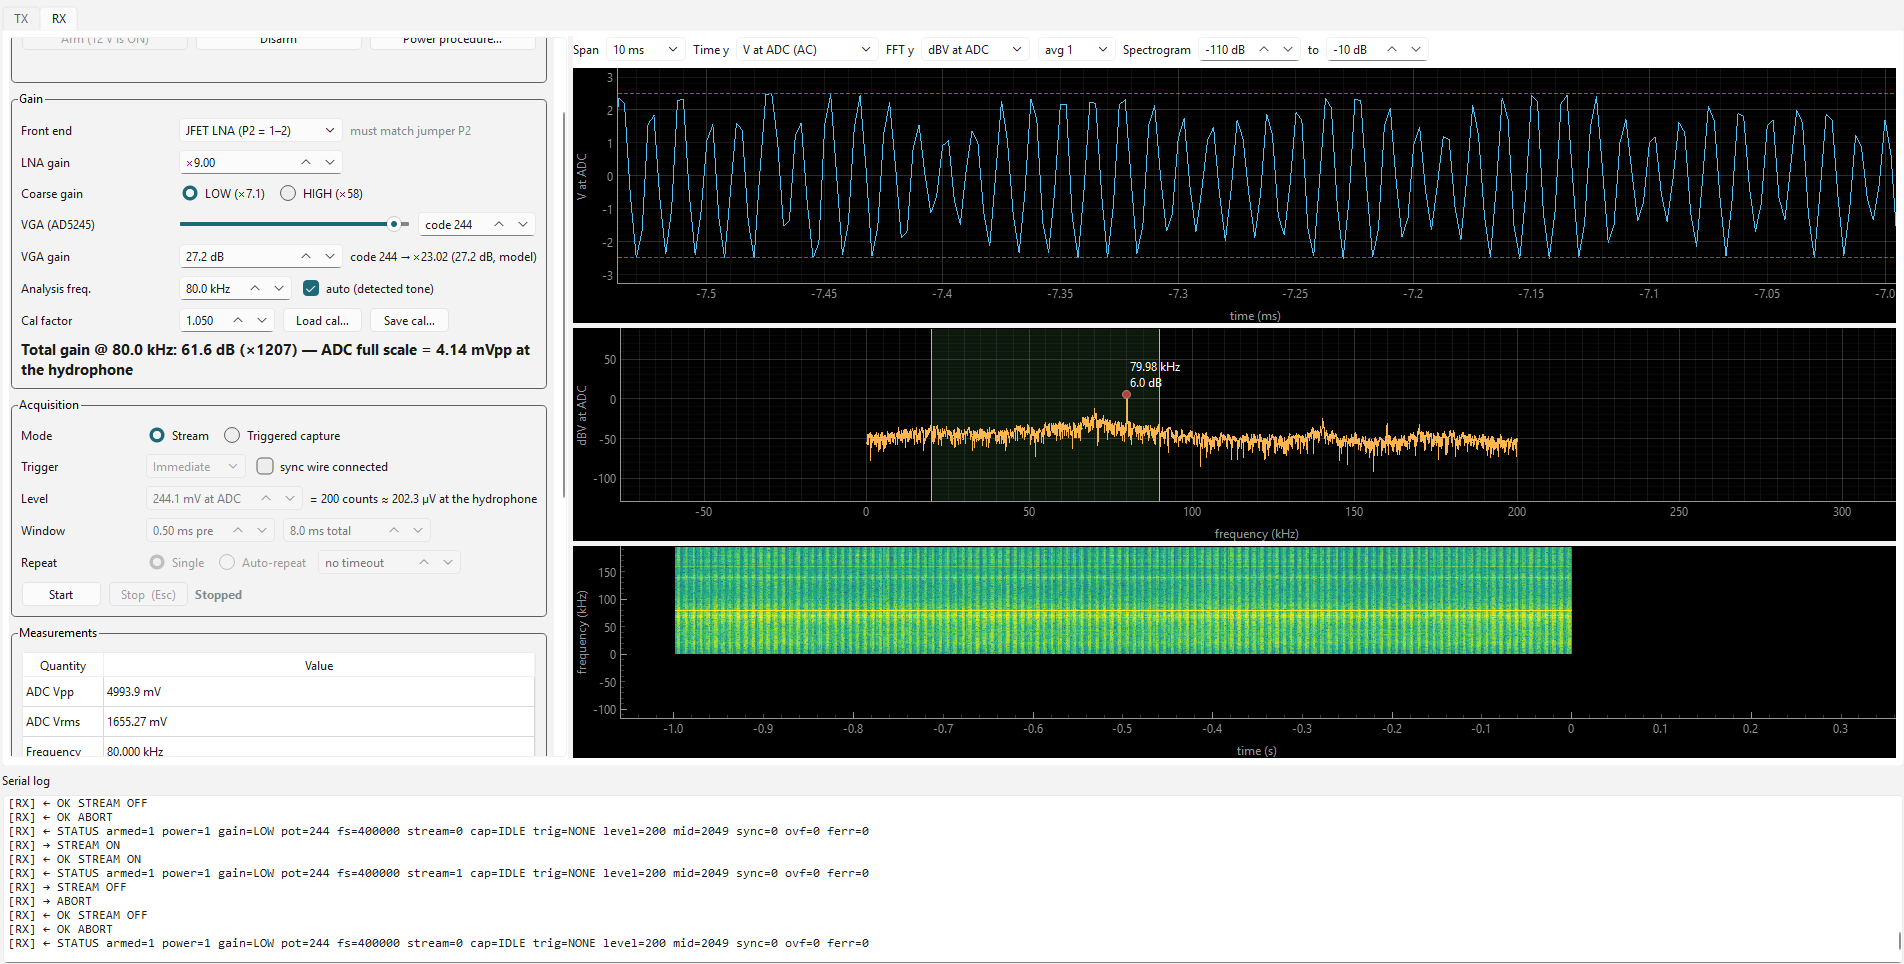 TX RX
Arm (12 V is ON) Disarm Power procedure...
Gain
Front end JFET LNA (P2 = 1–2) must match jumper P2
LNA gain ×9.00
Coarse gain LOW (×7.1) HIGH (×58)
VGA (AD5245) code 244
VGA gain 27.2 dB code 244 → ×23.02 (27.2 dB, model)
Analysis freq. 80.0 kHz auto (detected tone)
Cal factor 1.050 Load cal... Save cal...
Total gain @ 80.0 kHz: 61.6 dB (×1207) — ADC full scale = 4.14 mVpp at
the hydrophone
Acquisition
Mode Stream Triggered capture
Trigger Immediate sync wire connected
Level 244.1 mV at ADC = 200 counts ≈ 202.3 µV at the hydrophone
Window 0.50 ms pre 8.0 ms total
Repeat Single Auto-repeat no timeout
Start Stop (Esc) Stopped
Measurements
Quantity Value
ADC Vpp 4993.9 mV
ADC Vrms 1655.27 mV
Frequency 80.000 kHz
Span 10 ms Time y V at ADC (AC) FFT y dBV at ADC avg 1 Spectrogram -110 dB to -10 dB
3
2
1
0
-1
-2
-3
V at ADC
-7.5 -7.45 -7.4 -7.35 -7.3 -7.25 -7.2 -7.15 -7.1 -7.05 -7.0
time (ms)
79.98 kHz
6.0 dB
50
0
-50
-100
dBV at ADC
-50 0 50 100 150 200 250 300
frequency (kHz)
150
100
50
0
-50
-100
frequency (kHz)
-1.0 -0.9 -0.8 -0.7 -0.6 -0.5 -0.4 -0.3 -0.2 -0.1 0 0.1 0.2 0.3
time (s)
Serial log
[RX] ← OK STREAM OFF
[RX] ← OK ABORT
[RX] ← STATUS armed=1 power=1 gain=LOW pot=244 fs=400000 stream=0 cap=IDLE trig=NONE level=200 mid=2049 sync=0 ovf=0 ferr=0
[RX] → STREAM ON
[RX] ← OK STREAM ON
[RX] ← STATUS armed=1 power=1 gain=LOW pot=244 fs=400000 stream=1 cap=IDLE trig=NONE level=200 mid=2049 sync=0 ovf=0 ferr=0
[RX] → STREAM OFF
[RX] → ABORT
[RX] ← OK STREAM OFF
[RX] ← OK ABORT
[RX] ← STATUS armed=1 power=1 gain=LOW pot=244 fs=400000 stream=0 cap=IDLE trig=NONE level=200 mid=2049 sync=0 ovf=0 ferr=0